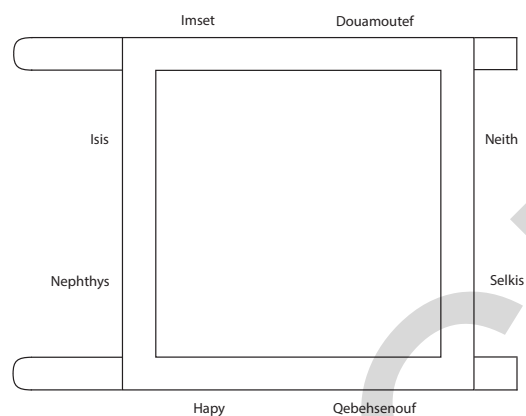 Imset Douamoutef
Isis Neith
Nephthys Selkis
Hapy Qebehsenouf